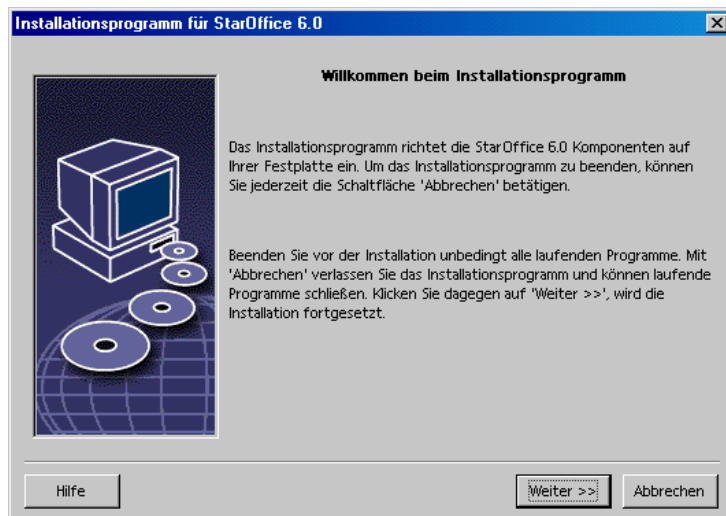 Installationsprogramm für StarOffice 6.0
Willkommen beim Installationsprogramm
Das Installationsprogramm richtet die StarOffice 6.0 Komponenten auf
Ihrer Festplatte ein. Um das Installationsprogramm zu beenden, können
Sie jederzeit die Schaltfläche 'Abbrechen' betätigen.
Beenden Sie vor der Installation unbedingt alle laufenden Programme. Mit
'Abbrechen' verlassen Sie das Installationsprogramm und können laufende
Programme schließen. Klicken Sie dagegen auf 'Weiter >>', wird die
Installation fortgesetzt.
Hilfe
Weiter >>
Abbrechen